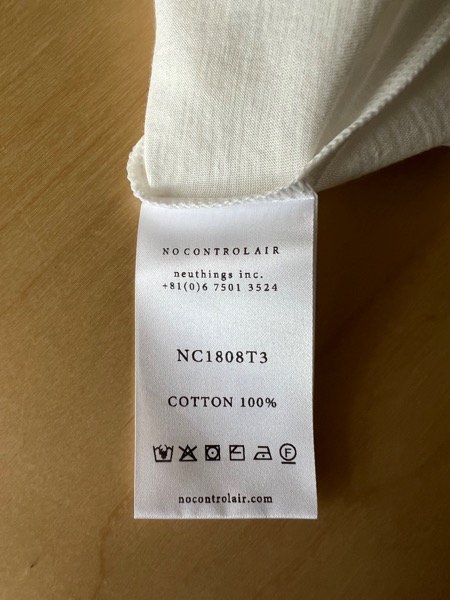 NOCONTROLAIR
neuthings inc.
+81(0)6 7501 3524
NC1808T3
COTTON 100%
F
nocontrolair.com